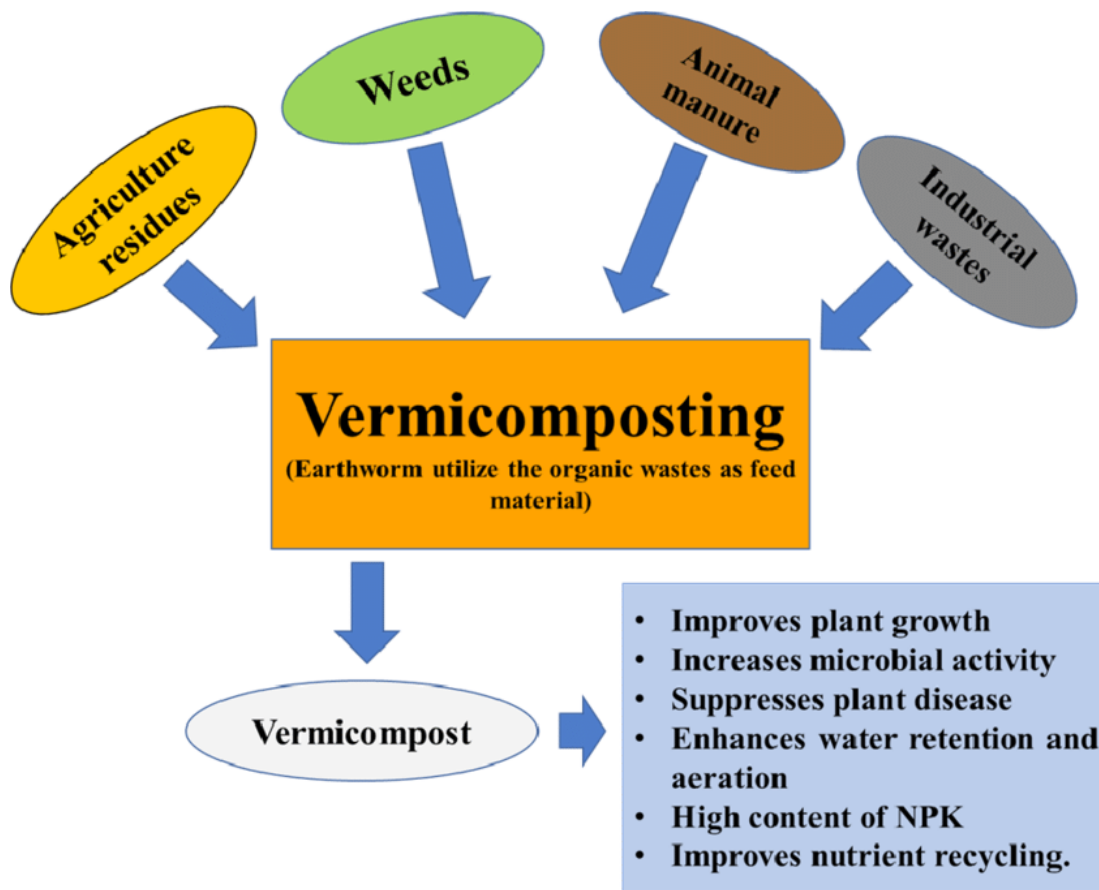 Agriculture
residues
Weeds
Animal
manure
Industrial
wastes
Vermicomposting
(Earthworm utilize the organic wastes as feed
material)
Vermicompost
• Improves plant growth
• Increases microbial activity
• Suppresses plant disease
• Enhances water retention and
aeration
• High content of NPK
• Improves nutrient recycling.